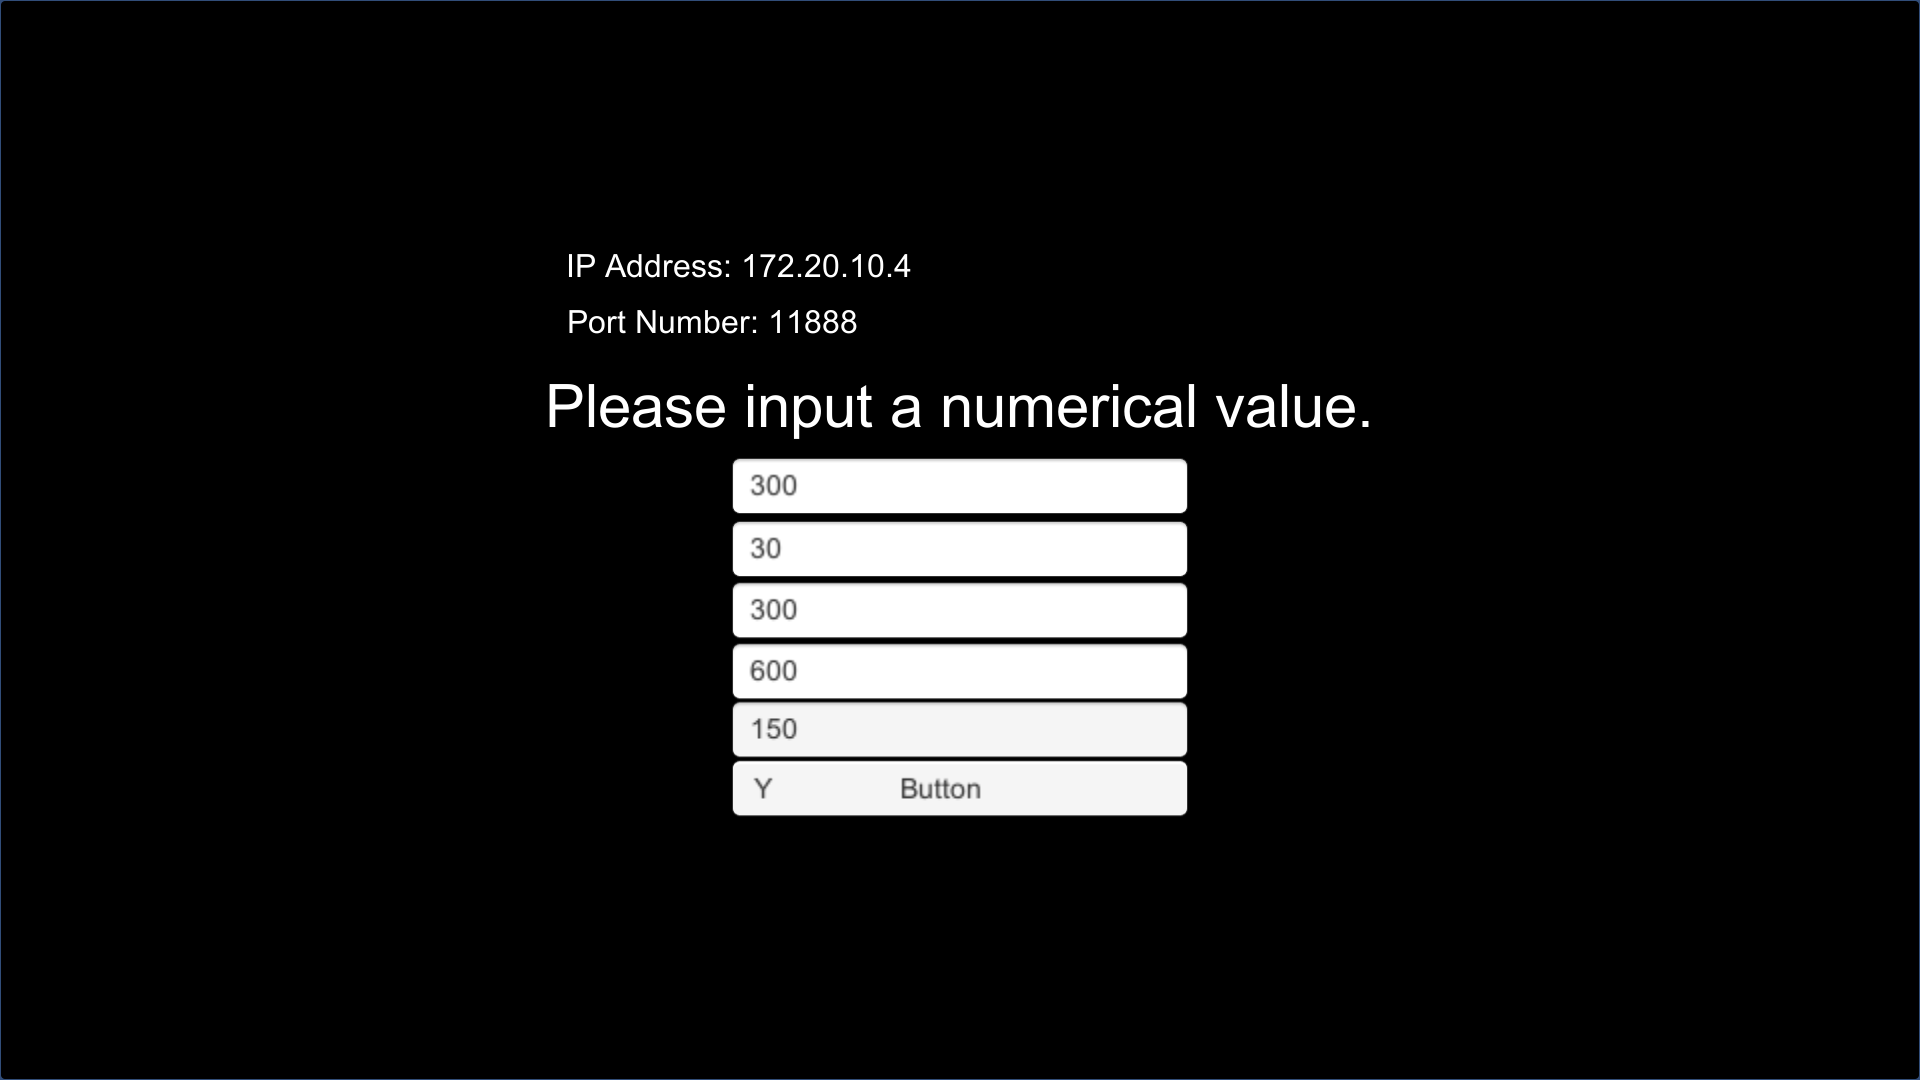 IP Address: 172.20.10.4
Port Number: 11888
Please input a numerical value.
300
30
300
600
150
Y Button